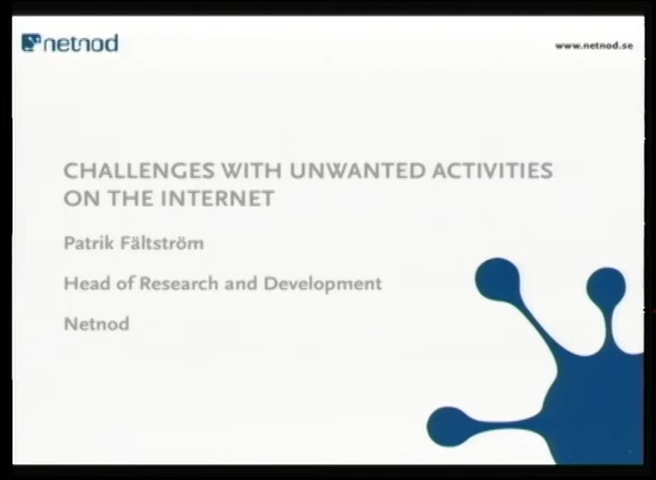 netnod
www.netnod.se
CHALLENGES WITH UNWANTED ACTIVITIES
ON THE INTERNET
Patrik Fältström
Head of Research and Development
Netnod